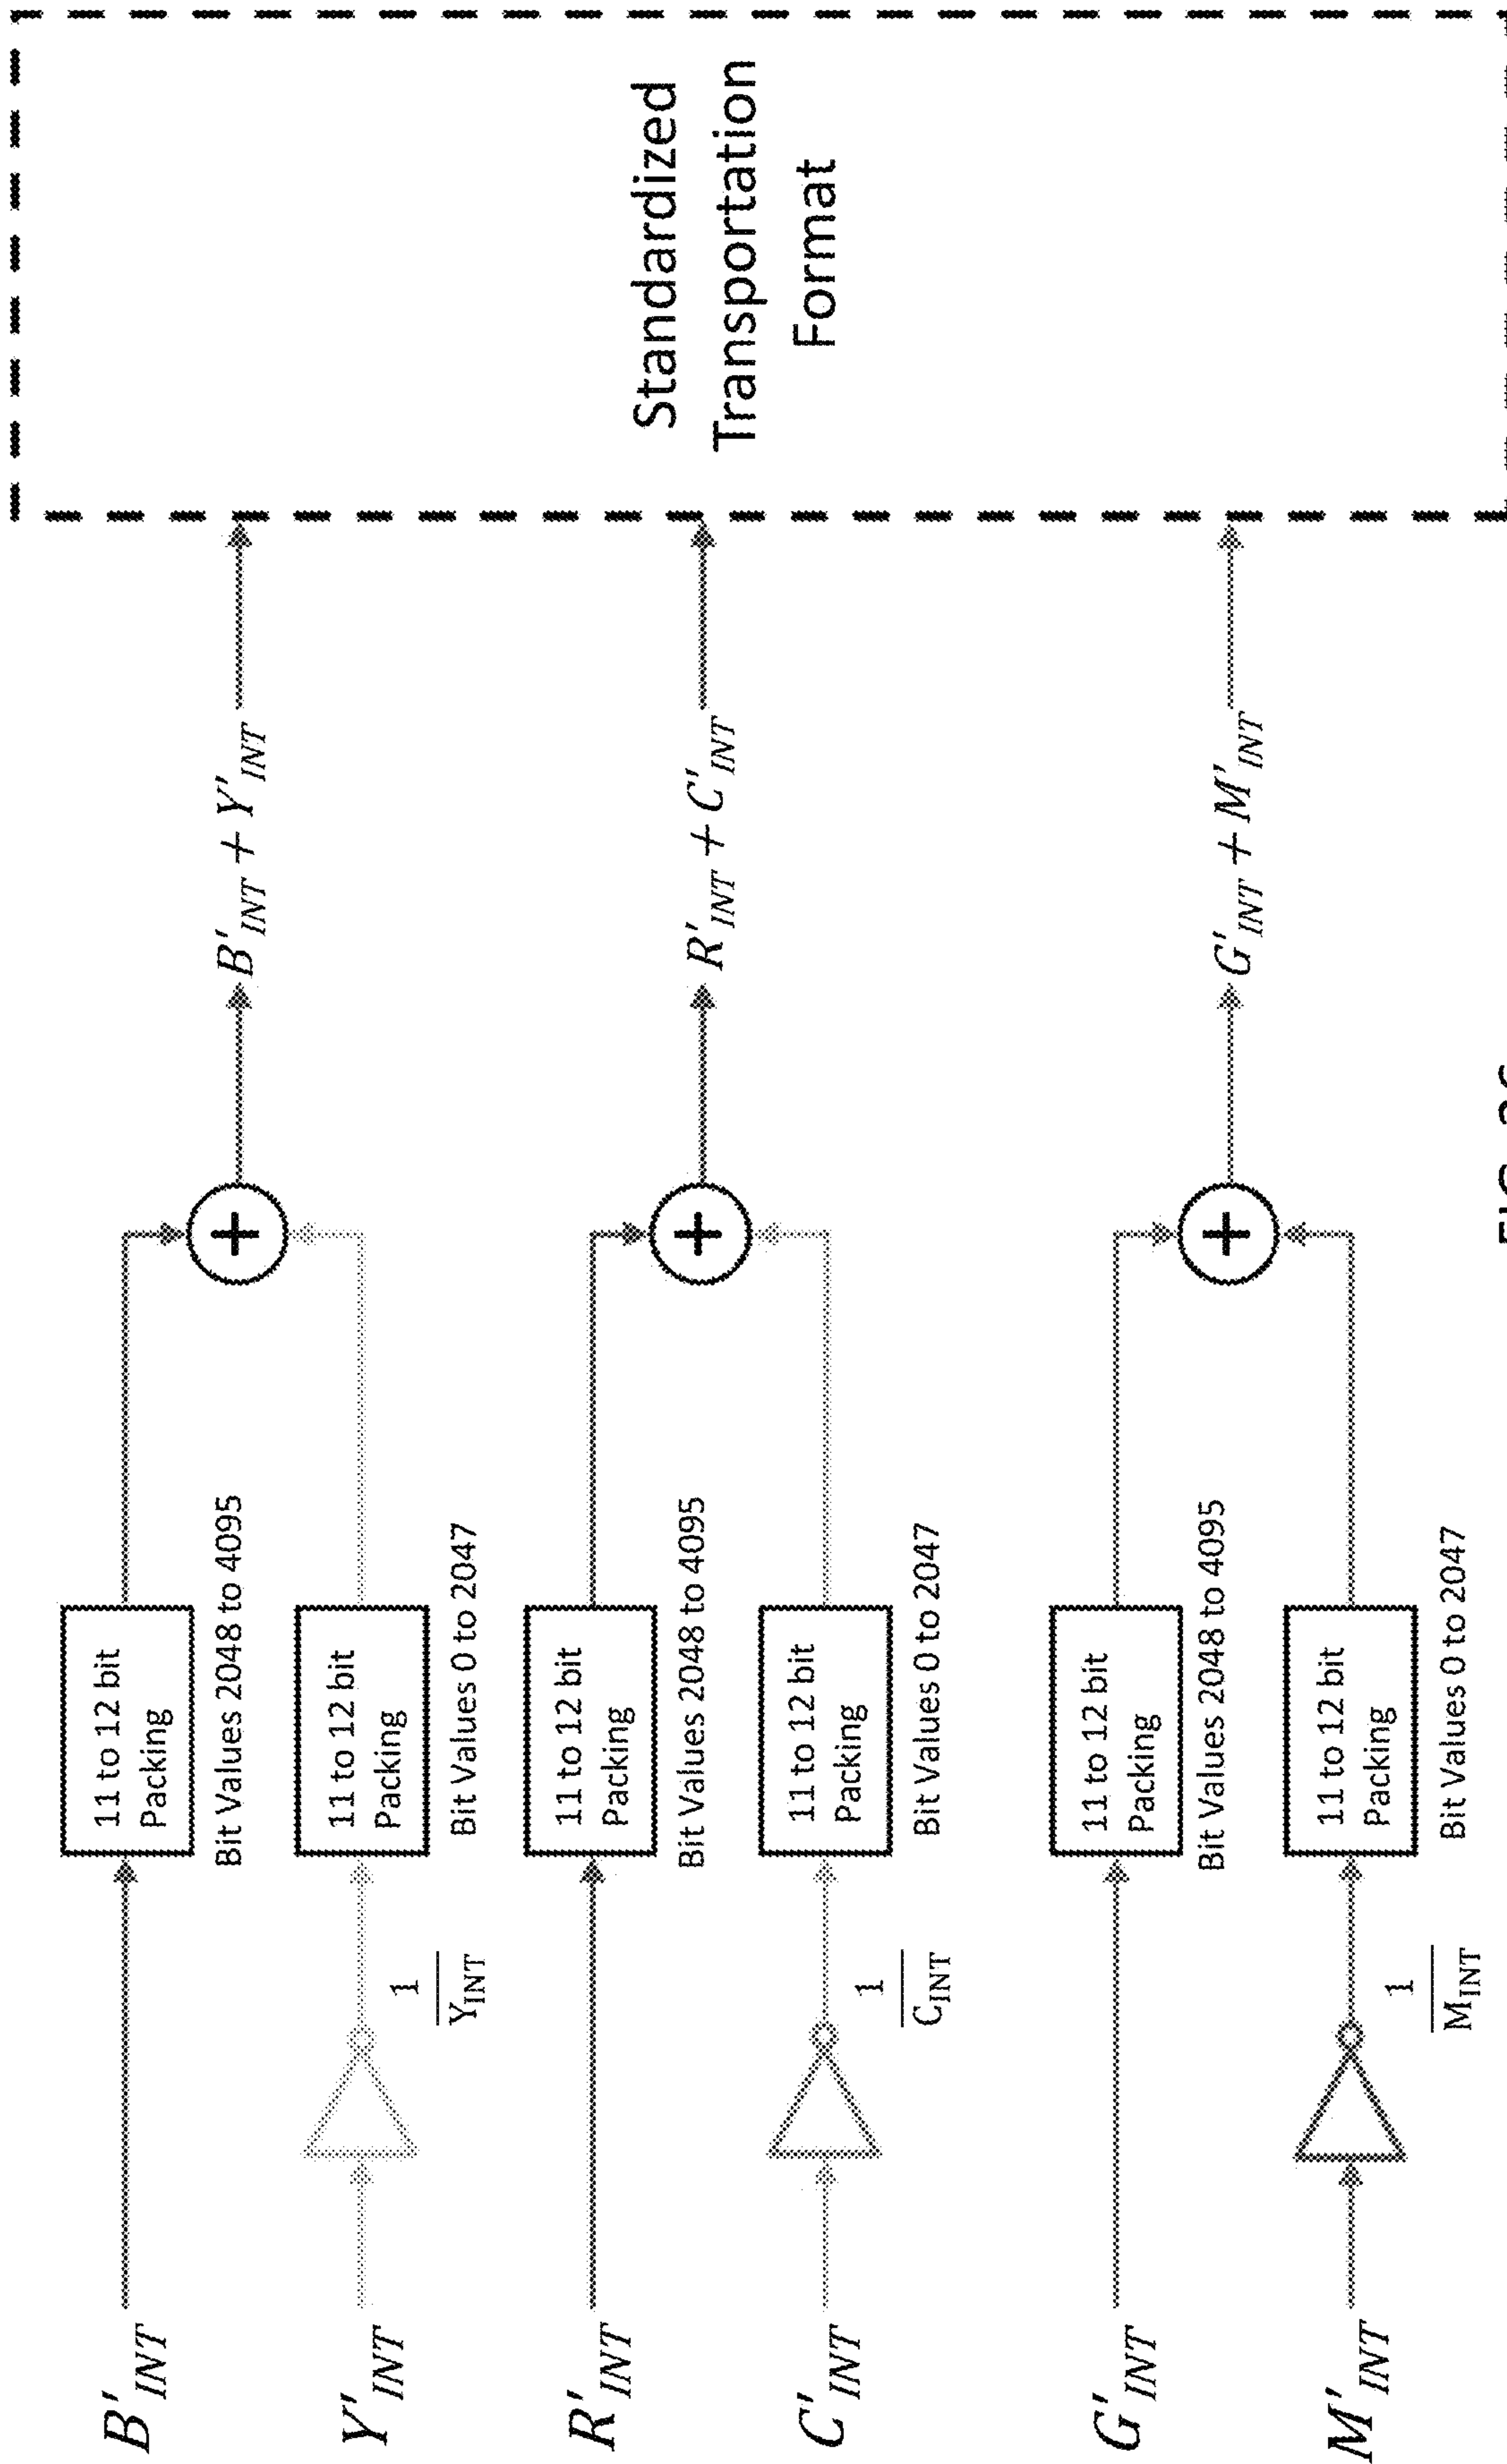 B'INT
11 to 12 bit
Packing
Bit Values 2048 to 4095
+
B'INT + Y'INT
Y'INT
1
YINT
11 to 12 bit
Packing
Bit Values 0 to 2047
R'INT
11 to 12 bit
Packing
Bit Values 2048 to 4095
+
R'INT + C'INT
C'INT
1
CINT
11 to 12 bit
Packing
Bit Values 0 to 2047
G'INT
11 to 12 bit
Packing
Bit Values 2048 to 4095
+
G'INT + M'INT
M'INT
1
MINT
11 to 12 bit
Packing
Bit Values 0 to 2047
Standardized
Transportation
Format